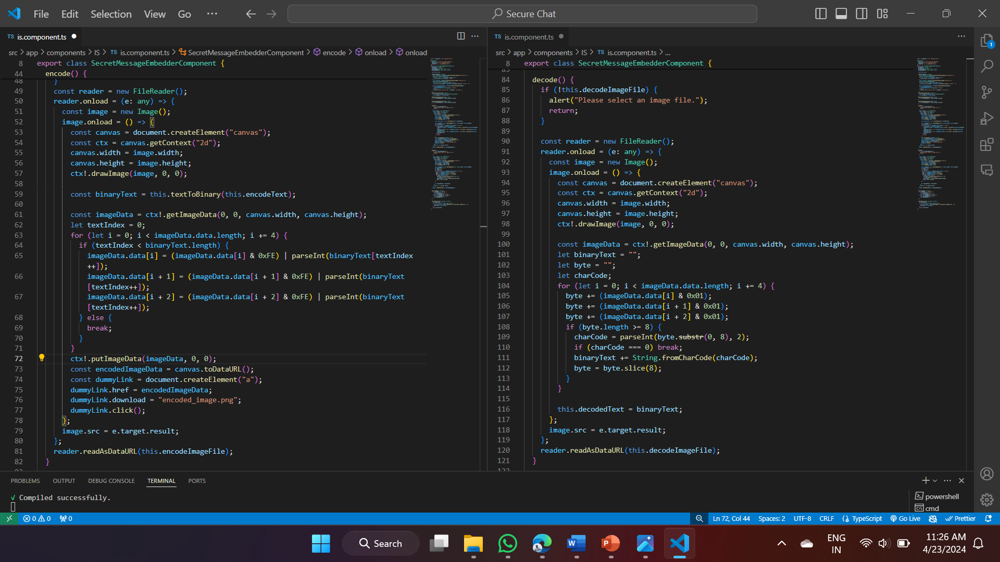 File Edit Selection View Go ··· Secure Chat
TS is.component.ts
src > app > components > IS > TS is.component.ts > SecretMessageEmbedderComponent > encode > onload > onload
8 export class SecretMessageEmbedderComponent {
44 encode() {
48 }
49 const reader = new FileReader();
50 reader.onload = (e: any) => {
51 const image = new Image();
52 image.onload = () => {
53 const canvas = document.createElement("canvas");
54 const ctx = canvas.getContext("2d");
55 canvas.width = image.width;
56 canvas.height = image.height;
57 ctx!.drawImage(image, 0, 0);
58
59 const binaryText = this.textToBinary(this.encodeText);
60
61 const imageData = ctx!.getImageData(0, 0, canvas.width, canvas.height);
62 let textIndex = 0;
63 for (let i = 0; i < imageData.data.length; i += 4) {
64 if (textIndex < binaryText.length) {
65 imageData.data[i] = (imageData.data[i] & 0xFE) | parseInt(binaryText[textIndex
++]);
66 imageData.data[i + 1] = (imageData.data[i + 1] & 0xFE) | parseInt(binaryText
[textIndex++]);
67 imageData.data[i + 2] = (imageData.data[i + 2] & 0xFE) | parseInt(binaryText
[textIndex++]);
68 } else {
69 break;
70 }
71 }
72 ctx!.putImageData(imageData, 0, 0);
73 const encodedImageData = canvas.toDataURL();
74 const dummyLink = document.createElement("a");
75 dummyLink.href = encodedImageData;
76 dummyLink.download = "encoded_image.png";
77 dummyLink.click();
78 };
79 image.src = e.target.result;
80 };
81 reader.readAsDataURL(this.encodeImageFile);
82 }
TS is.component.ts
src > app > components > IS > TS is.component.ts > ...
8 export class SecretMessageEmbedderComponent {
83
84 decode() {
85 if (!this.decodeImageFile) {
86 alert("Please select an image file.");
87 return;
88 }
89
90 const reader = new FileReader();
91 reader.onload = (e: any) => {
92 const image = new Image();
93 image.onload = () => {
94 const canvas = document.createElement("canvas");
95 const ctx = canvas.getContext("2d");
96 canvas.width = image.width;
97 canvas.height = image.height;
98 ctx!.drawImage(image, 0, 0);
99
100 const imageData = ctx!.getImageData(0, 0, canvas.width, canvas.height);
101 let binaryText = "";
102 let byte = "";
103 let charCode;
104 for (let i = 0; i < imageData.data.length; i += 4) {
105 byte += (imageData.data[i] & 0x01);
106 byte += (imageData.data[i + 1] & 0x01);
107 byte += (imageData.data[i + 2] & 0x01);
108 if (byte.length >= 8) {
109 charCode = parseInt(byte.substr(0, 8), 2);
110 if (charCode === 0) break;
111 binaryText += String.fromCharCode(charCode);
112 byte = byte.slice(8);
113 }
114 }
115
116 this.decodedText = binaryText;
117 };
118 image.src = e.target.result;
119 };
120 reader.readAsDataURL(this.decodeImageFile);
121 }
1
PROBLEMS OUTPUT DEBUG CONSOLE TERMINAL PORTS
√ Compiled successfully.
powershell
cmd
0 0 0 Ln 72, Col 44 Spaces: 2 UTF-8 CRLF {} TypeScript Go Live Prettier
Search
ENG
IN
11:26 AM
4/23/2024